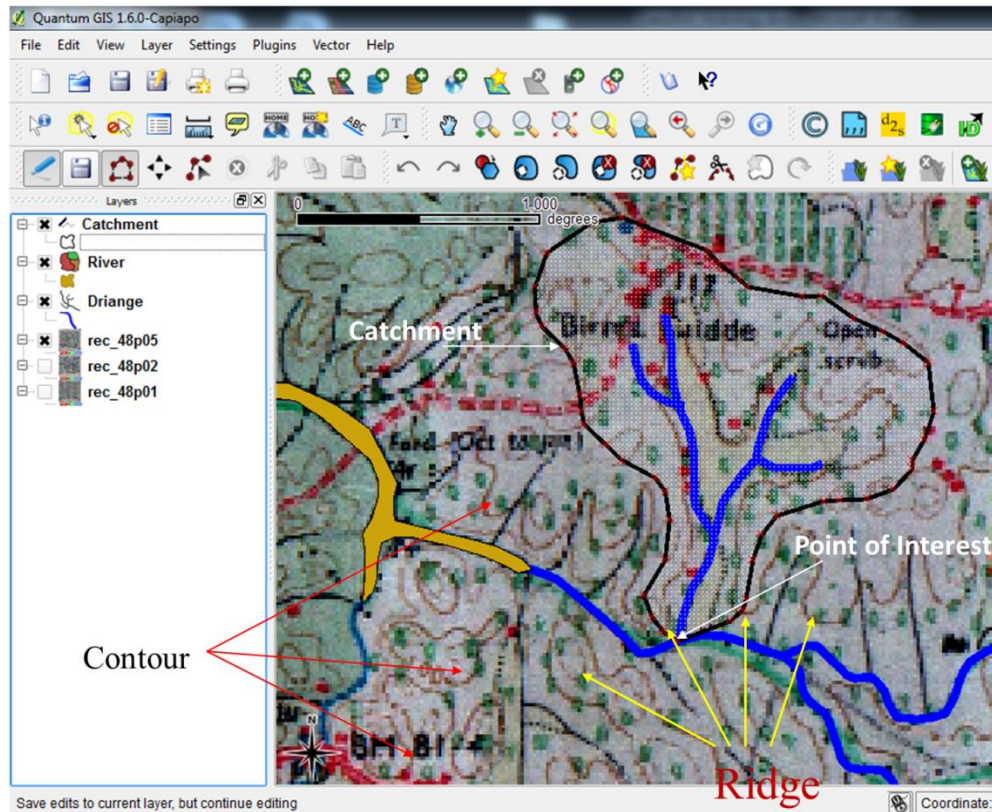 Quantum GIS 1.6.0-Capiapo
File Edit View Layer Settings Plugins Vector Help
Layers
Catchment
River
Driange
rec_48p05
rec_48p02
rec_48p01
0 1,000
degrees
Catchment
Open
scrub
Point of Interest
Contour
N
Ridge
Save edits to current layer, but continue editing
Coordinate: